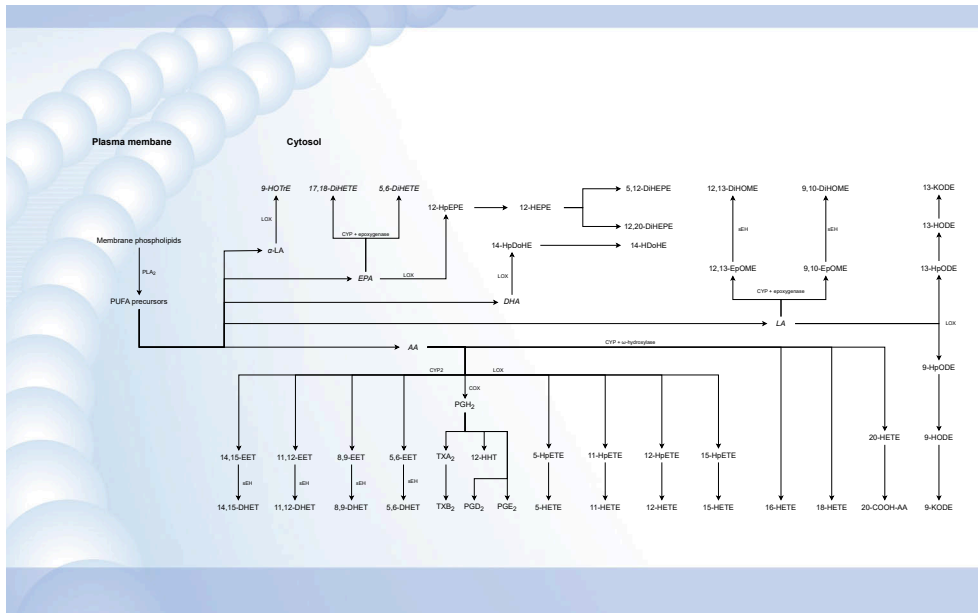 Plasma membane
Cytosol
9-HOTrE
17,18-DiHETE
5,6-DiHETE
5,12-DiHEPE
12,13-DiHOME
9,10-DiHOME
13-KODE
12-HpEPE
12-HEPE
LOX
CYP + epoxygenase
12,20-DiHEPE
sEH
sEH
13-HODE
Membrane phospholipids
α-LA
14-HpDoHE
14-HDoHE
PLA2
EPA
LOX
LOX
12,13-EpOME
9,10-EpOME
13-HpODE
PUFA precursors
DHA
CYP + epoxygenase
LA
LOX
AA
CYP + ω-hydroxylase
CYP2
LOX
9-HpODE
COX
PGH2
20-HETE
9-HODE
14,15-EET
11,12-EET
8,9-EET
5,6-EET
TXA2
12-HHT
5-HpETE
11-HpETE
12-HpETE
15-HpETE
sEH
sEH
sEH
sEH
14,15-DHET
11,12-DHET
8,9-DHET
5,6-DHET
TXB2
PGD2
PGE2
5-HETE
11-HETE
12-HETE
15-HETE
16-HETE
18-HETE
20-COOH-AA
9-KODE